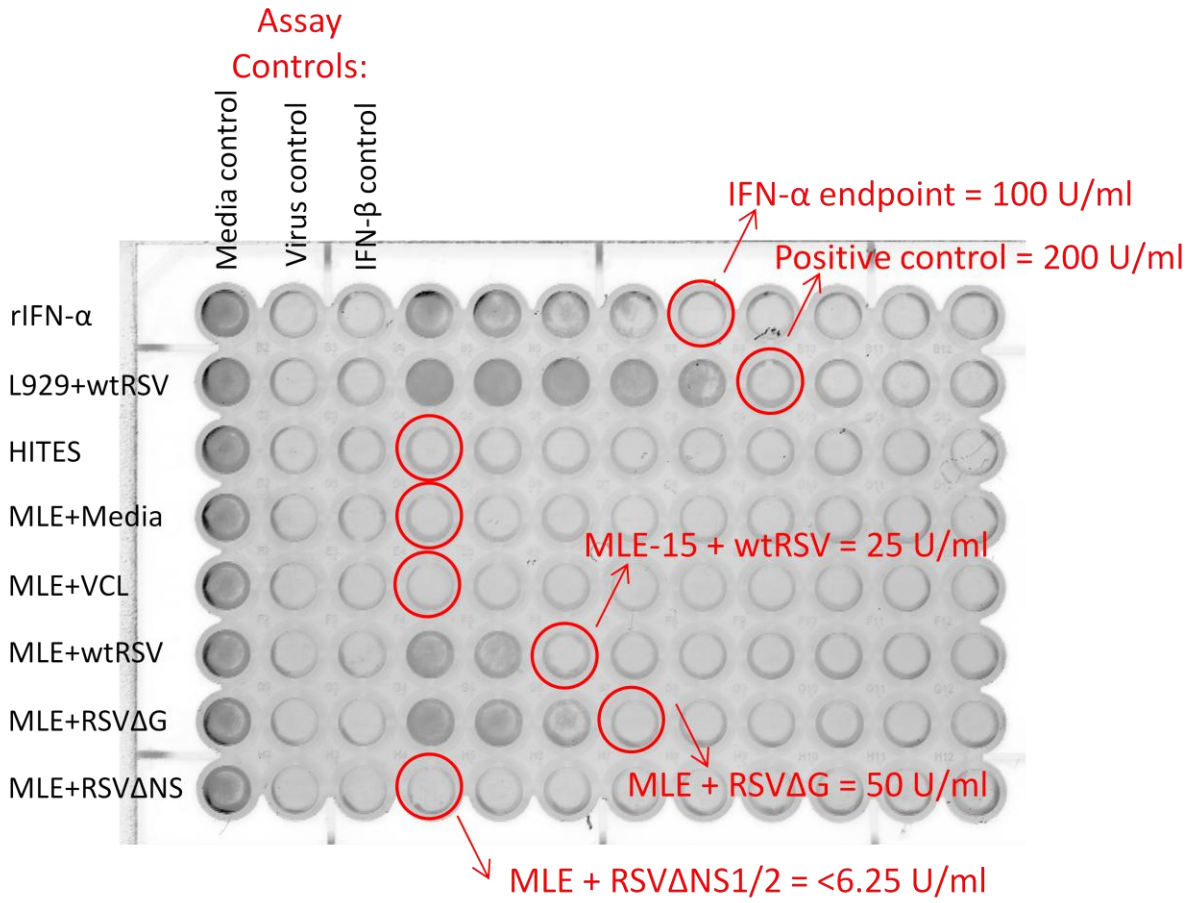 Assay
Controls:
Media control
Virus control
IFN-β control
IFN-α endpoint = 100 U/ml
Positive control = 200 U/ml
rIFN-α
L929+wtRSV
HITES
MLE+Media
MLE-15 + wtRSV = 25 U/ml
MLE+VCL
MLE+wtRSV
MLE+RSVΔG
MLE + RSVΔG = 50 U/ml
MLE+RSVΔNS
MLE + RSVΔNS1/2 = <6.25 U/ml